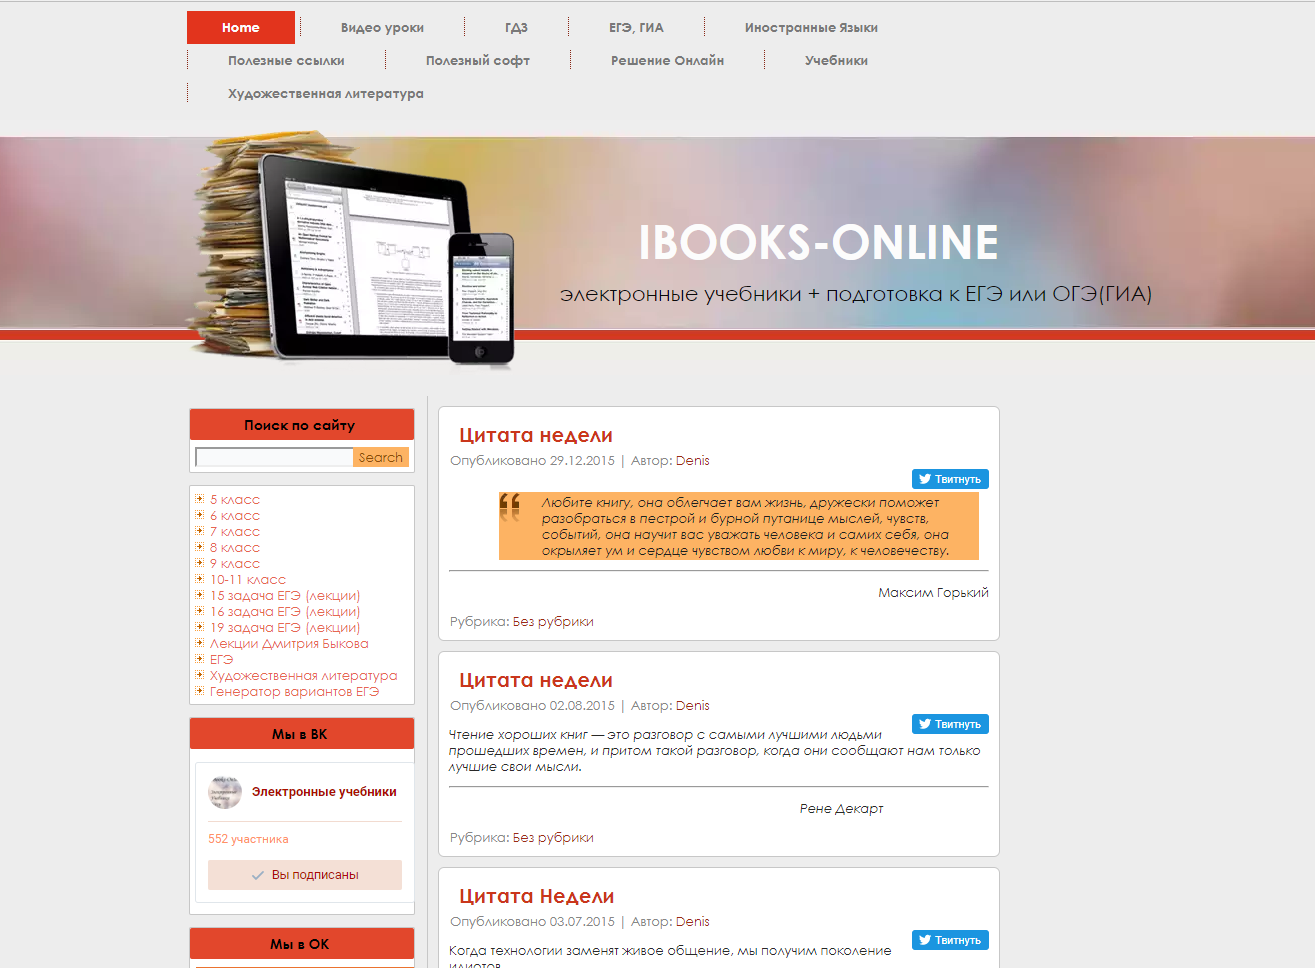 Home
Видео уроки
ГДЗ
ЕГЭ, ГИА
Иностранные Языки
Полезные ссылки
Полезный софт
Решение Онлайн
Учебники
Художественная литература
IBOOKS-ONLINE
электронные учебники + подготовка к ЕГЭ или ОГЭ(ГИА)
Поиск по сайту
Search
5 класс
6 класс
7 класс
8 класс
9 класс
10-11 класс
15 задача ЕГЭ (лекции)
16 задача ЕГЭ (лекции)
19 задача ЕГЭ (лекции)
Лекции Дмитрия Быкова
ЕГЭ
Художественная литература
Генератор вариантов ЕГЭ
Мы в ВК
Электронные учебники
552 участника
Вы подписаны
Мы в ОК
Цитата недели
Опубликовано 29.12.2015 | Автор: Denis
Твитнуть
Любите книгу, она облегчает вам жизнь, дружески поможет
разобраться в пестрой и бурной путанице мыслей, чувств,
событий, она научит вас уважать человека и самих себя, она
окрыляет ум и сердце чувством любви к миру, к человечеству.
Максим Горький
Рубрика: Без рубрики
Цитата недели
Опубликовано 02.08.2015 | Автор: Denis
Твитнуть
Чтение хороших книг — это разговор с самыми лучшими людьми
прошедших времен, и притом такой разговор, когда они сообщают нам только
лучшие свои мысли.
Рене Декарт
Рубрика: Без рубрики
Цитата Недели
Опубликовано 03.07.2015 | Автор: Denis
Твитнуть
Когда технологии заменят живое общение, мы получим поколение
идиотов